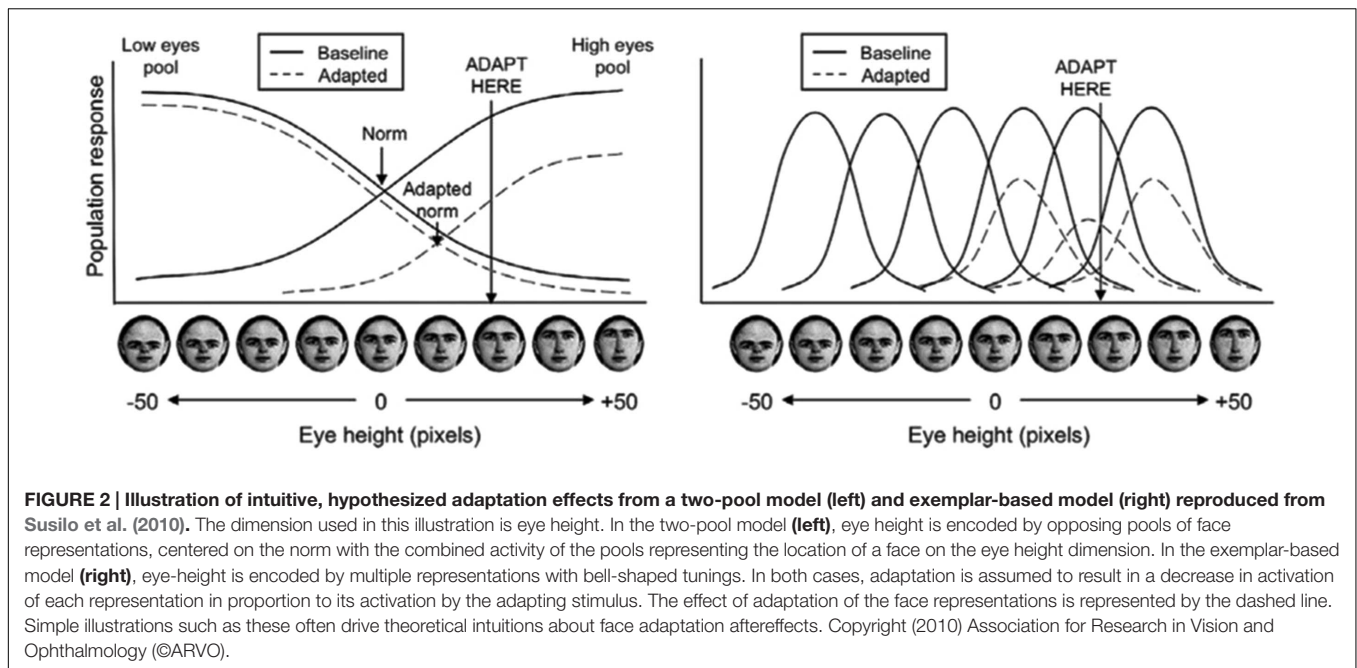 Low eyes
pool
Baseline
Adapted
ADAPT
HERE
High eyes
pool
Norm
Adapted
norm
Population response
-50 0 +50
Eye height (pixels)
Baseline
Adapted
ADAPT
HERE
-50 0 +50
Eye height (pixels)
FIGURE 2 | Illustration of intuitive, hypothesized adaptation effects from a two-pool model (left) and exemplar-based model (right) reproduced from
Susilo et al. (2010). The dimension used in this illustration is eye height. In the two-pool model (left), eye height is encoded by opposing pools of face
representations, centered on the norm with the combined activity of the pools representing the location of a face on the eye height dimension. In the exemplar-based
model (right), eye-height is encoded by multiple representations with bell-shaped tunings. In both cases, adaptation is assumed to result in a decrease in activation
of each representation in proportion to its activation by the adapting stimulus. The effect of adaptation of the face representations is represented by the dashed line.
Simple illustrations such as these often drive theoretical intuitions about face adaptation aftereffects. Copyright (2010) Association for Research in Vision and
Ophthalmology (©ARVO).